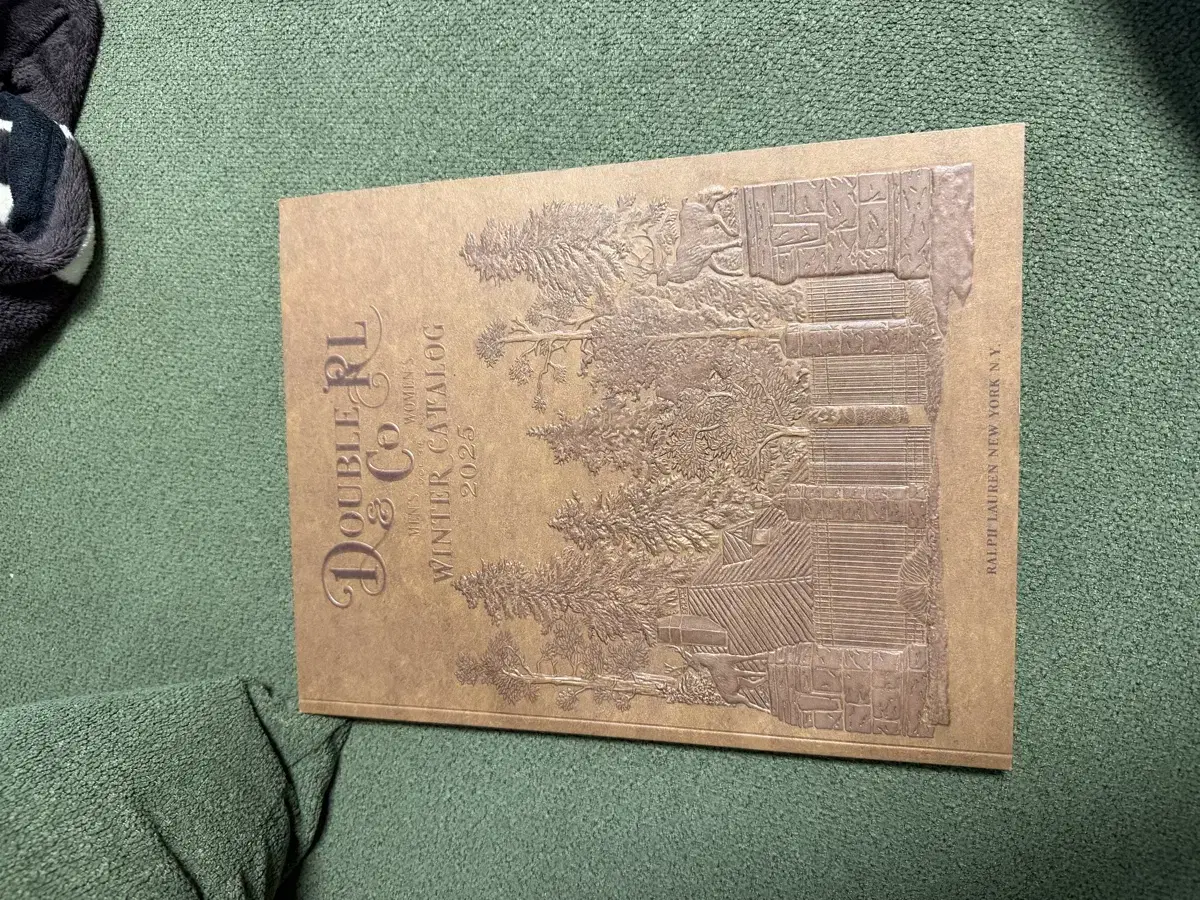 DOUBLE RL
& CO
MEN'S WOMEN'S
WINTER CATALOG
2025
RALPH LAUREN NEW YORK N.Y.